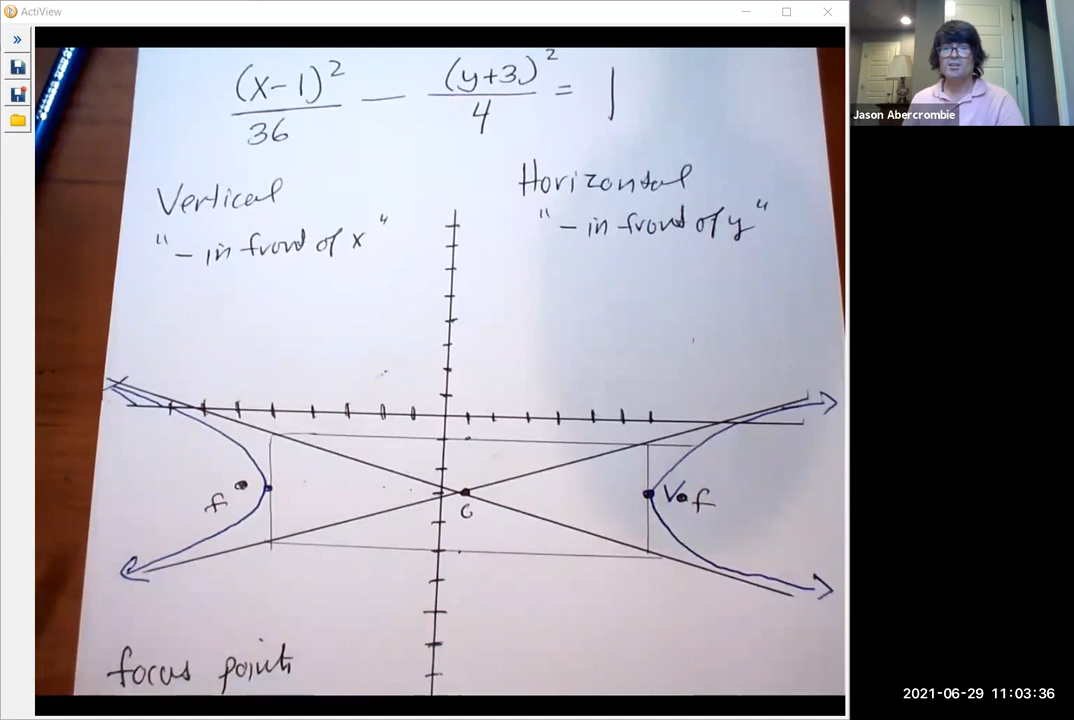 ActiView
(x-1)² / 36 — (y+3)² / 4 = 1
Vertical
"- in front of x"
Horizontal
"- in front of y"
f
C
V f
focus points
Jason Abercrombie
2021-06-29 11:03:36